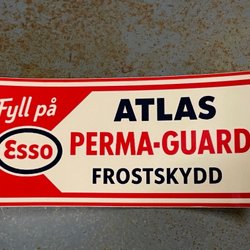 Fyll på
Esso
ATLAS
PERMA-GUARD
FROSTSKYDD